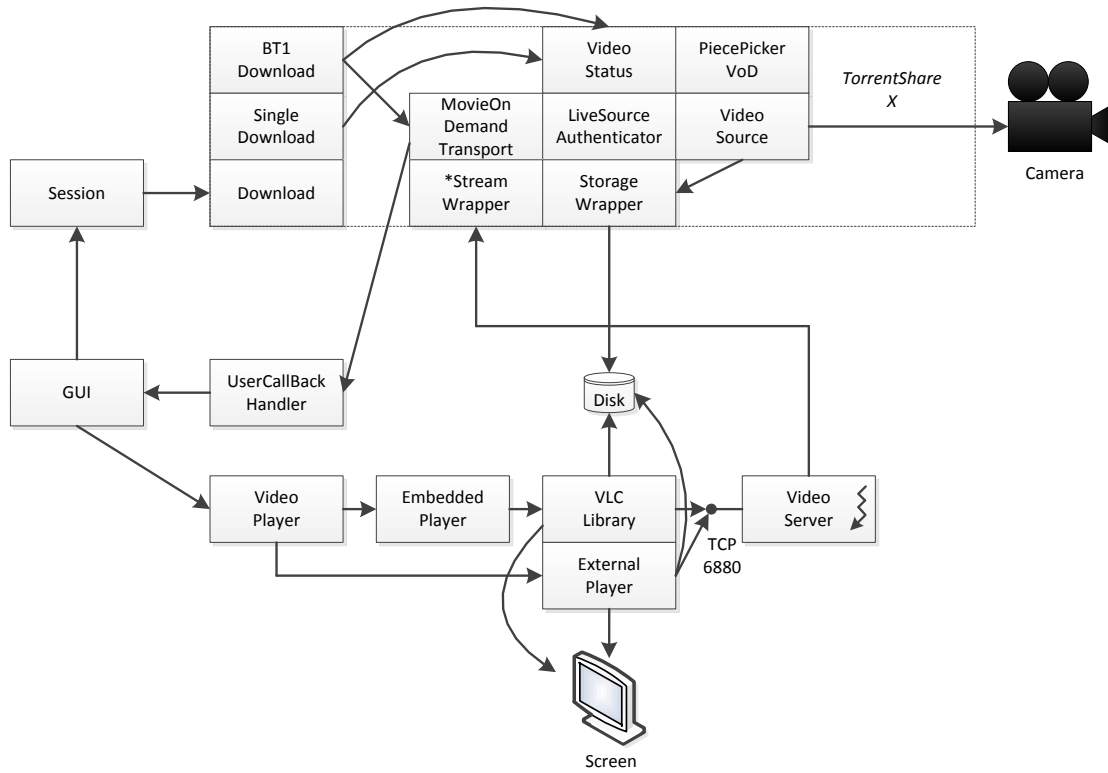 BT1
Download
Video
Status
PiecePicker
VoD
TorrentShare
X
Single
Download
MovieOn
Demand
Transport
LiveSource
Authenticator
Video
Source
Camera
Session
Download
*Stream
Wrapper
Storage
Wrapper
GUI
UserCallBack
Handler
Disk
Video
Player
Embedded
Player
VLC
Library
Video
Server
TCP
6880
External
Player
Screen